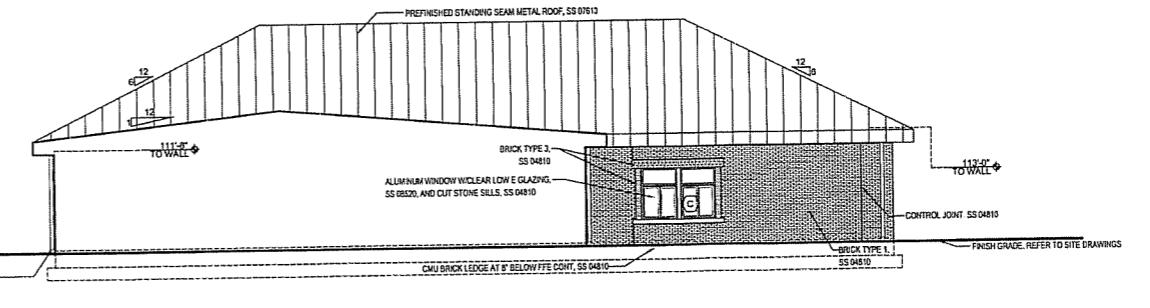 PREFINISHED STANDING SEAM METAL ROOF, SS 07613
12
6
12
1
12
6
111'-8"
TO WALL
113'-0"
TO WALL
BRICK TYPE 3,
SS 04810
ALUMINUM WINDOW W/CLEAR LOW E GLAZING,
SS 08520, AND CUT STONE SILLS, SS 04810
C
CONTROL JOINT SS 04810
BRICK TYPE 1,
SS 04810
FINISH GRADE, REFER TO SITE DRAWINGS
CMU BRICK LEDGE AT 8" BELOW FFE CONT, SS 04810